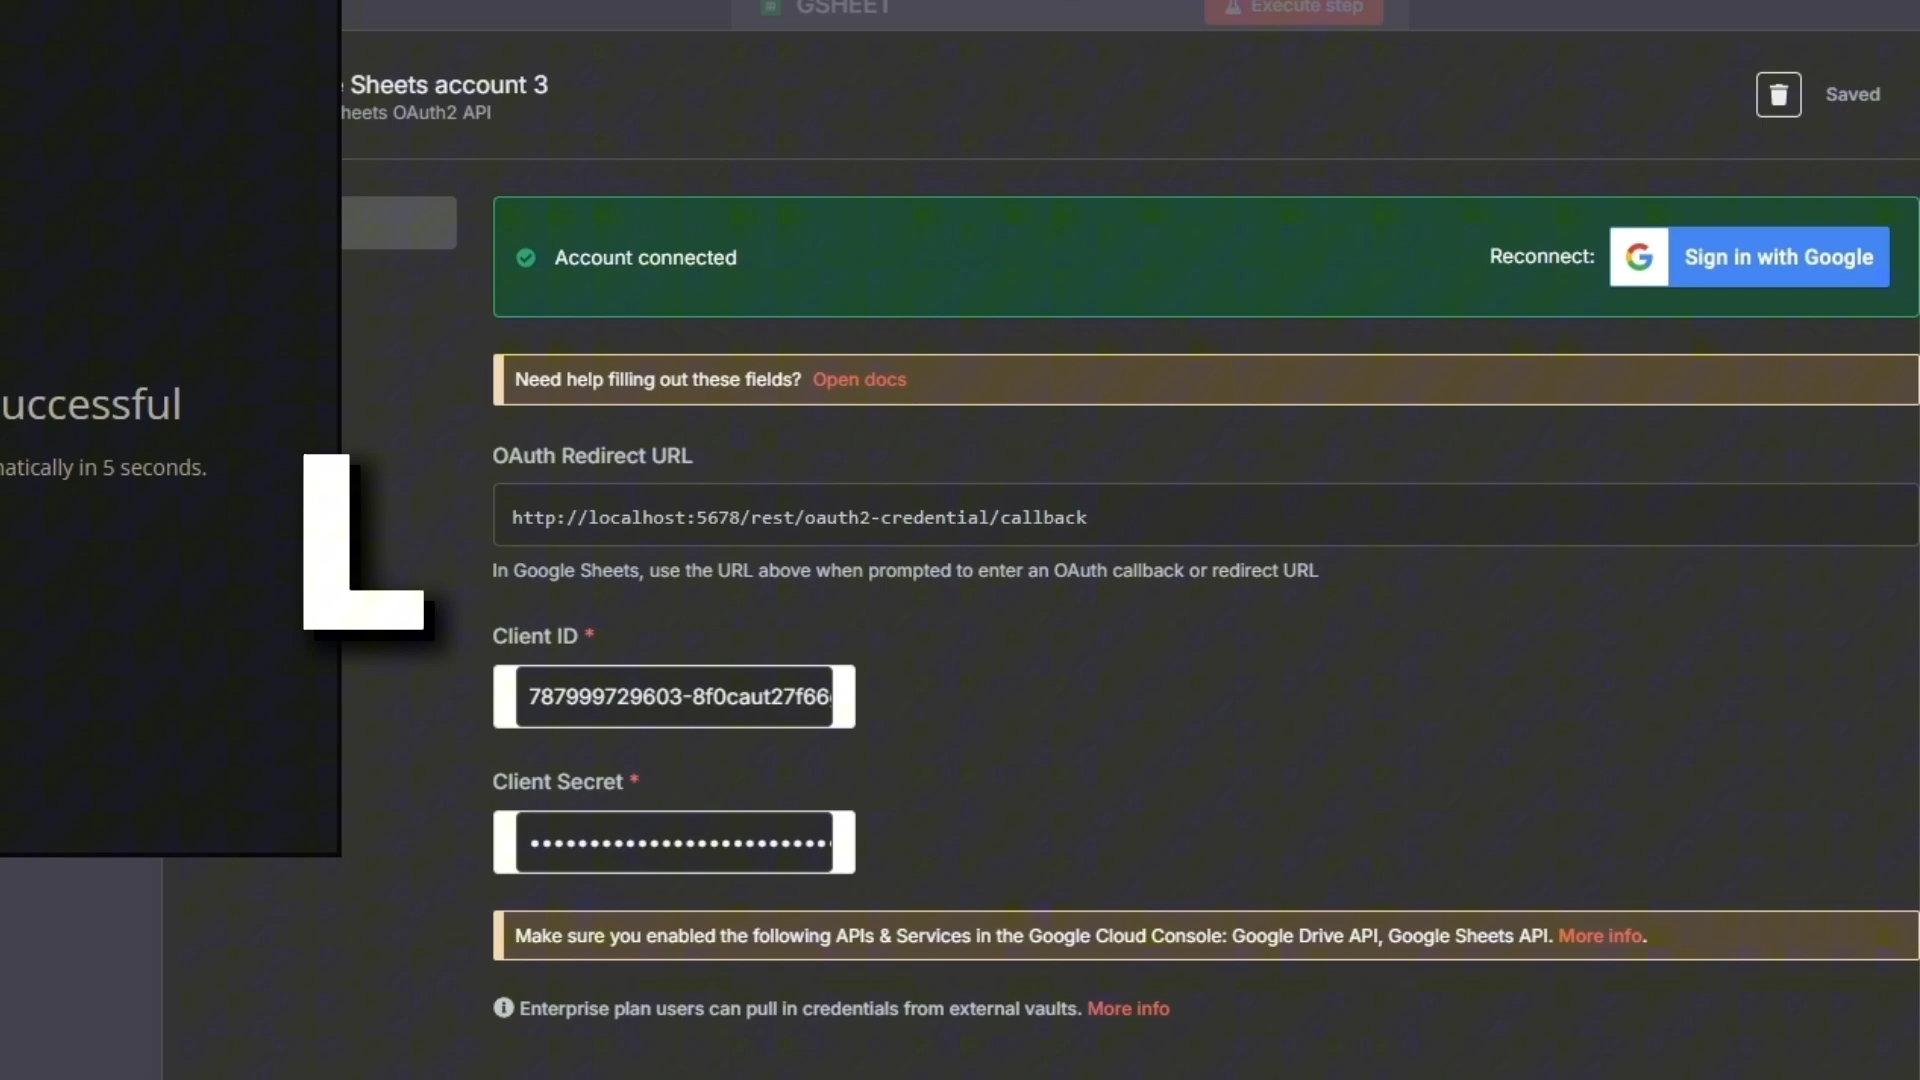 GSHEET
Execute step
Sheets account 3
heets OAuth2 API
Saved
Account connected
Reconnect:
Sign in with Google
Need help filling out these fields? Open docs
uccessful
natically in 5 seconds.
L
OAuth Redirect URL
http://localhost:5678/rest/oauth2-credential/callback
In Google Sheets, use the URL above when prompted to enter an OAuth callback or redirect URL
Client ID *
787999729603-8f0caut27f66
Client Secret *
Make sure you enabled the following APIs & Services in the Google Cloud Console: Google Drive API, Google Sheets API. More info.
Enterprise plan users can pull in credentials from external vaults. More info